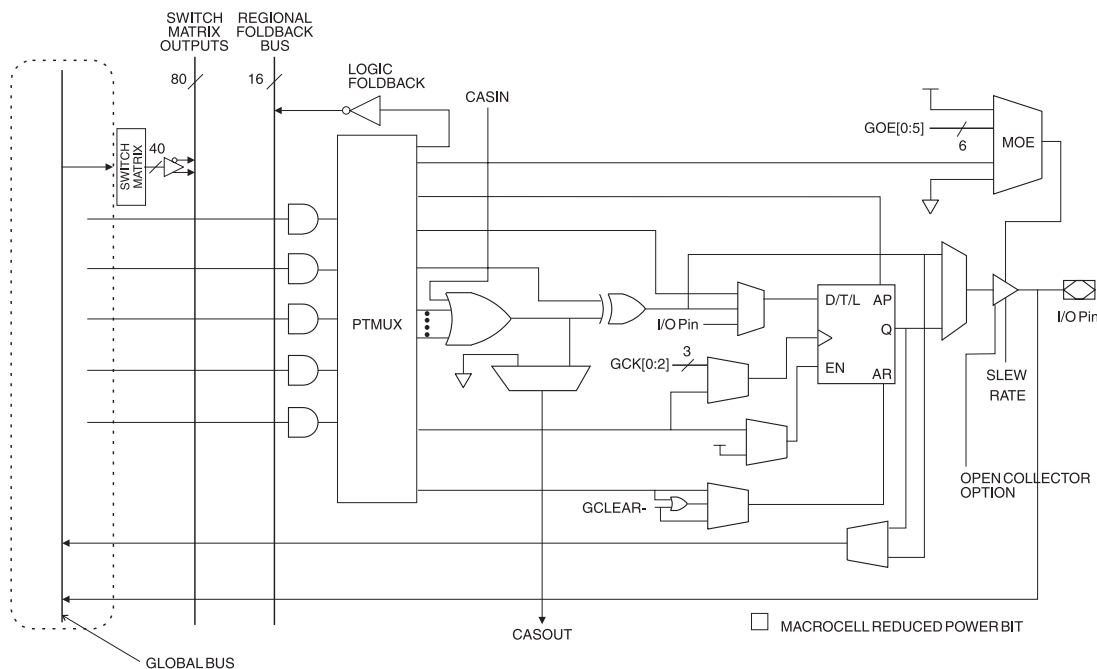 SWITCH
MATRIX
OUTPUTS
REGIONAL
FOLDBACK
BUS
80
16
LOGIC
FOLDBACK
CASIN
GOE[0:5]
6
MOE
SWITCH
MATRIX
40
PTMUX
D/T/L
AP
Q
EN
AR
I/O Pin
I/O Pin
GCK[0:2]
3
SLEW
RATE
OPEN COLLECTOR
OPTION
GCLEAR-
CASOUT
MACROCELL REDUCED POWER BIT
GLOBAL BUS